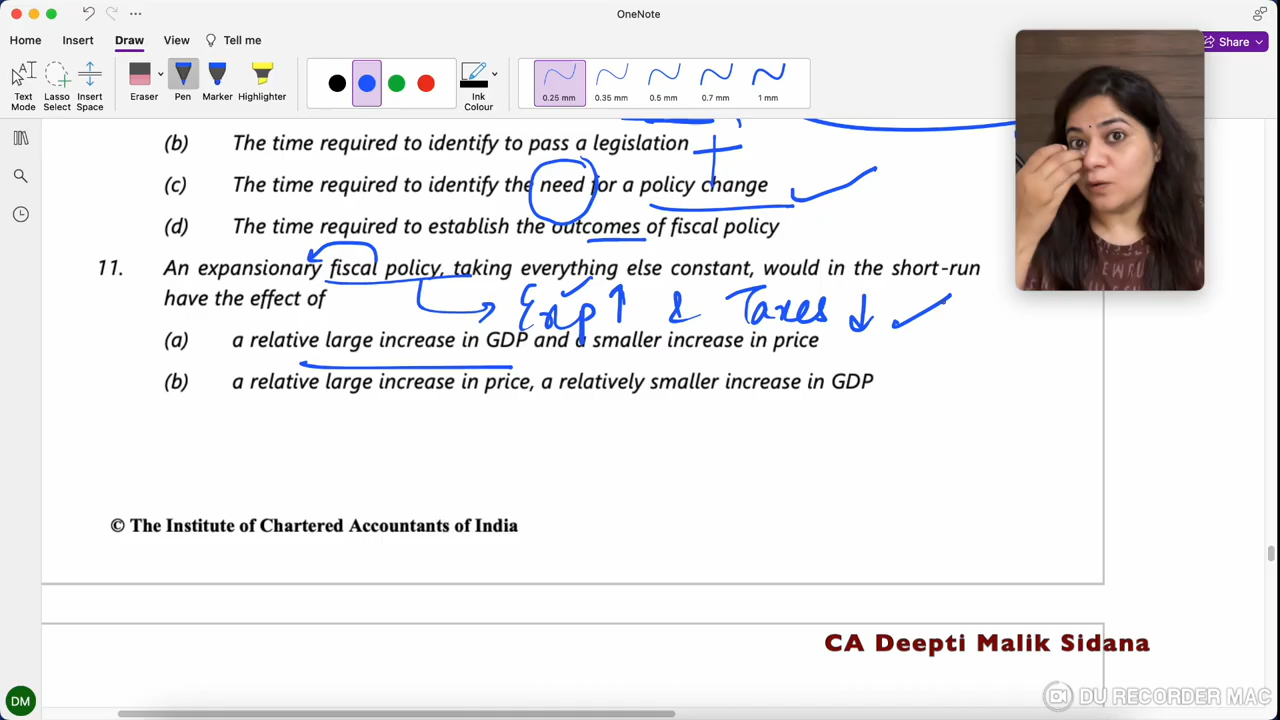 OneNote
Home Insert Draw View Tell me
Share
Text Mode
Lasso Select
Insert Space
Eraser
Pen
Marker
Highlighter
Ink Colour
0.25 mm 0.35 mm 0.5 mm 0.7 mm 1 mm
(b) The time required to identify to pass a legislation
(c) The time required to identify the need for a policy change
(d) The time required to establish the outcomes of fiscal policy
11. An expansionary fiscal policy, taking everything else constant, would in the short-run
have the effect of
Exp ↑ & Taxes ↓
(a) a relative large increase in GDP and a smaller increase in price
(b) a relative large increase in price, a relatively smaller increase in GDP
© The Institute of Chartered Accountants of India
CA Deepti Malik Sidana
DM
DU RECORDER MAC